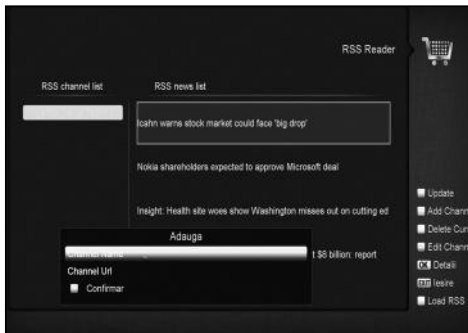 RSS Reader
RSS channel list
RSS news list
Icahn warns stock market could face 'big drop'
Nokia shareholders expected to approve Microsoft deal
Insight: Health site woes show Washington misses out on cutting ed
t $8 billion: report
Adauga
Channel Name
Channel Url
Confirmar
Update
Add Chann
Delete Curr
Edit Chann
OK Detalii
EXIT Iesire
Load RSS